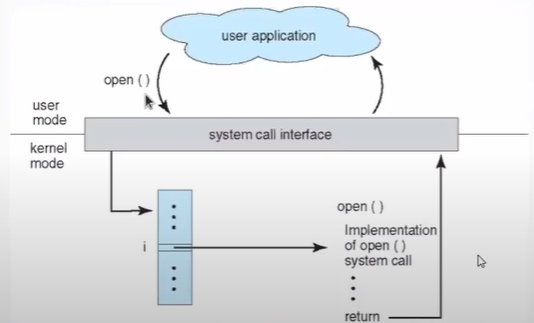 user application
open ( )
user
mode
system call interface
kernel
mode
i
open ( )
Implementation
of open ( )
system call
return